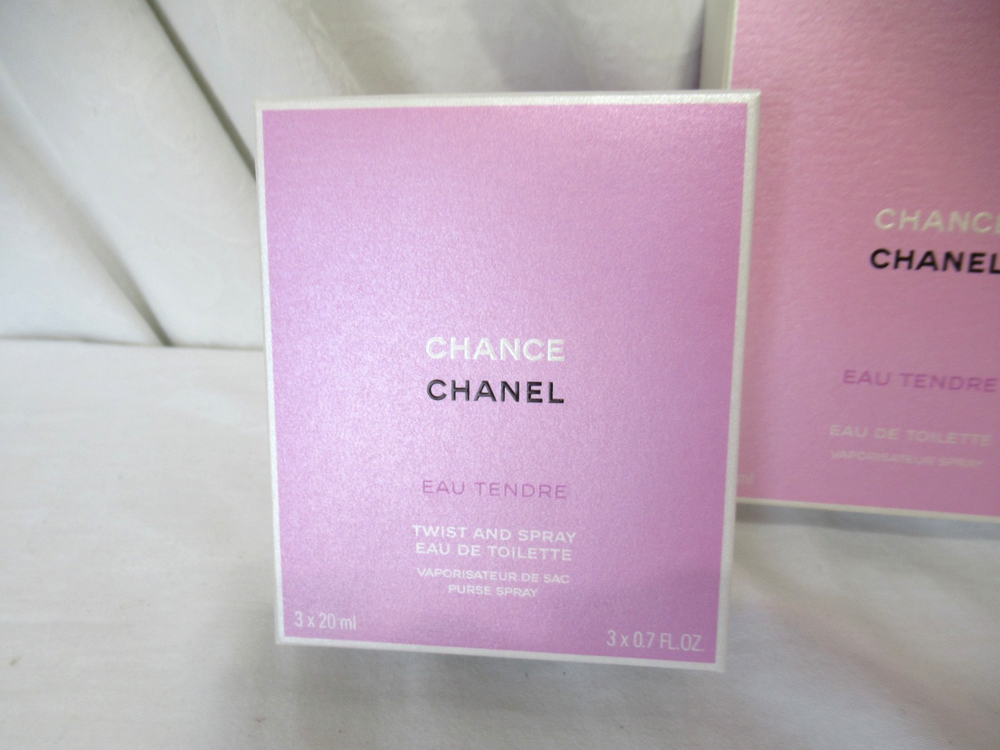 CHANCE
CHANEL
EAU TENDRE
TWIST AND SPRAY
EAU DE TOILETTE
VAPORISATEUR DE SAC
PURSE SPRAY
3 x 20 ml
3 x 0.7 FL.OZ.
CHANCE
CHANEL
EAU TENDRE
EAU DE TOILETTE
VAPORISATEUR SPRAY
ml